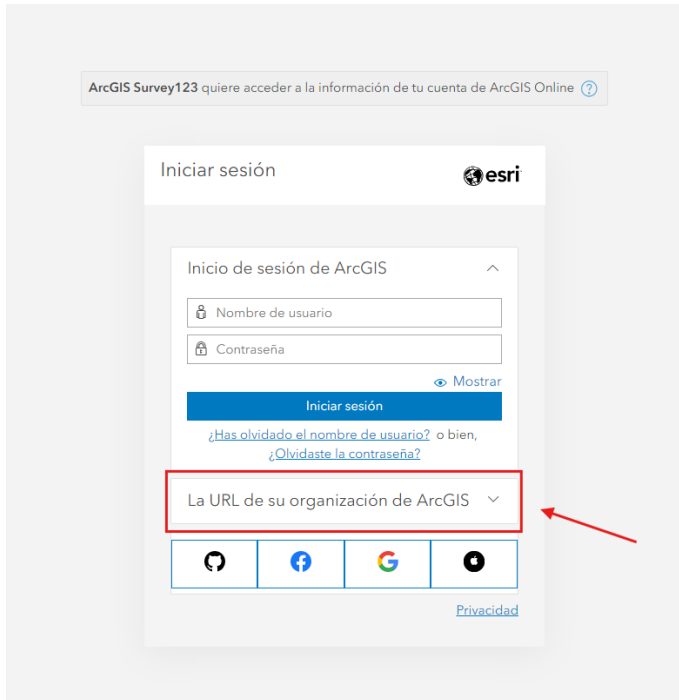 ArcGIS Survey123 quiere acceder a la información de tu cuenta de ArcGIS Online ?
Iniciar sesión
esri
Inicio de sesión de ArcGIS
Nombre de usuario
Contraseña
Mostrar
Iniciar sesión
¿Has olvidado el nombre de usuario? o bien,
¿Olvidaste la contraseña?
La URL de su organización de ArcGIS
Privacidad